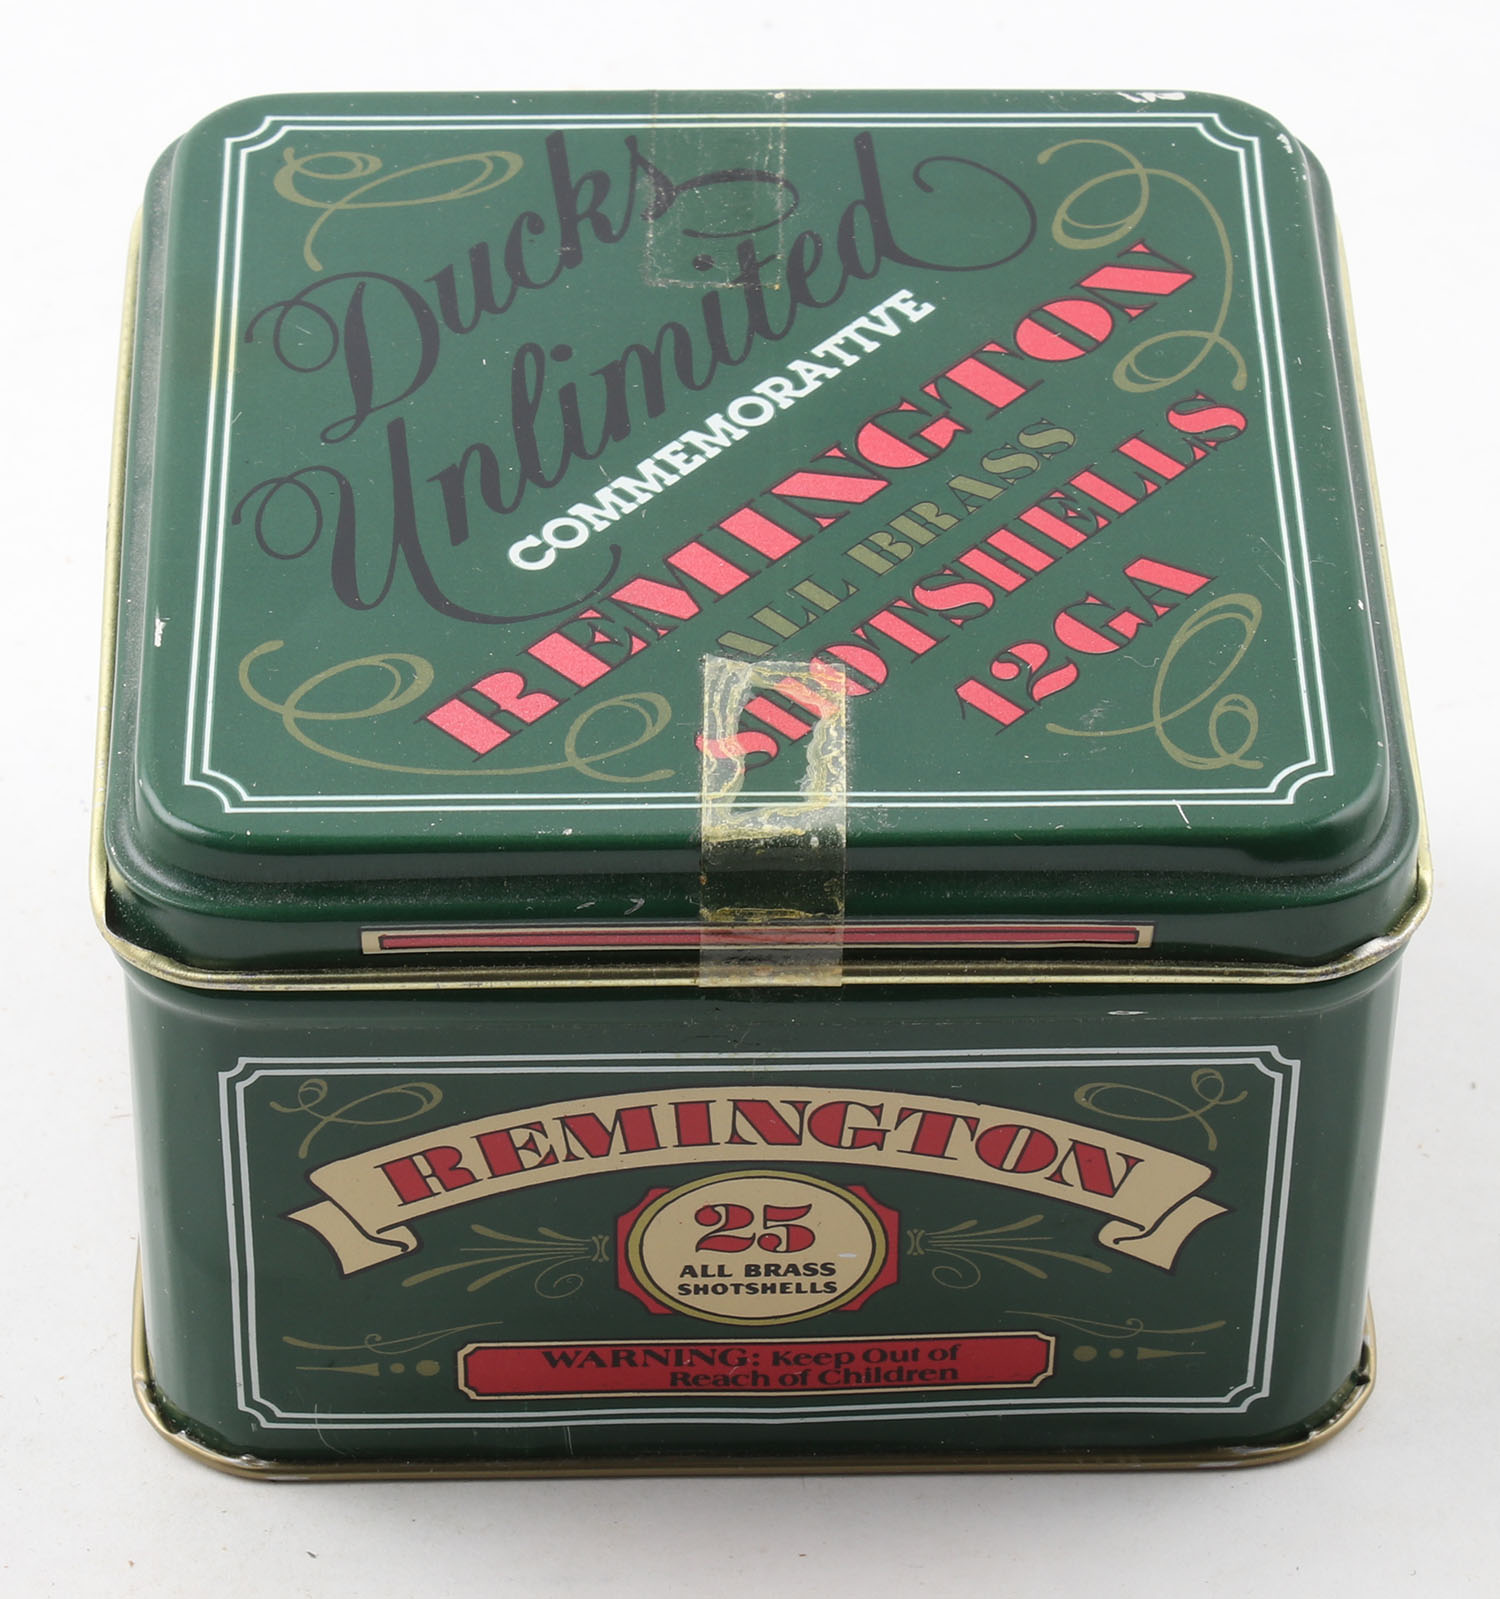 Ducks
Unlimited
COMMEMORATIVE
REMINGTON
ALL BRASS
SHOTSHELLS
12GA
REMINGTON
25
ALL BRASS
SHOTSHELLS
WARNING: Keep Out of
Reach of Children